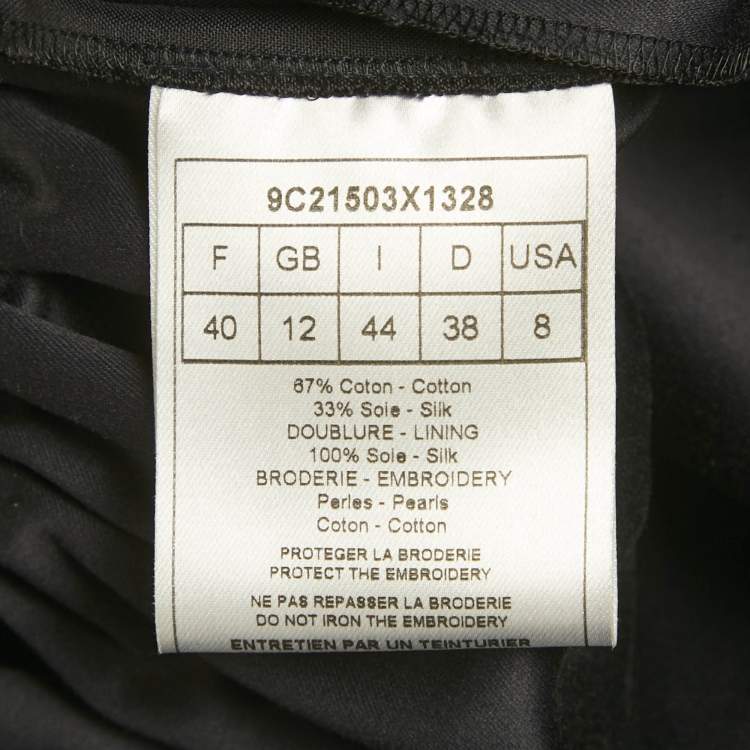 9C21503X1328
F GB I D USA
40 12 44 38 8
67% Coton - Cotton
33% Soie - Silk
DOUBLURE - LINING
100% Soie - Silk
BRODERIE - EMBROIDERY
Perles - Pearls
Coton - Cotton
PROTEGER LA BRODERIE
PROTECT THE EMBROIDERY
NE PAS REPASSER LA BRODERIE
DO NOT IRON THE EMBROIDERY
ENTRETIEN PAR UN TEINTURIER